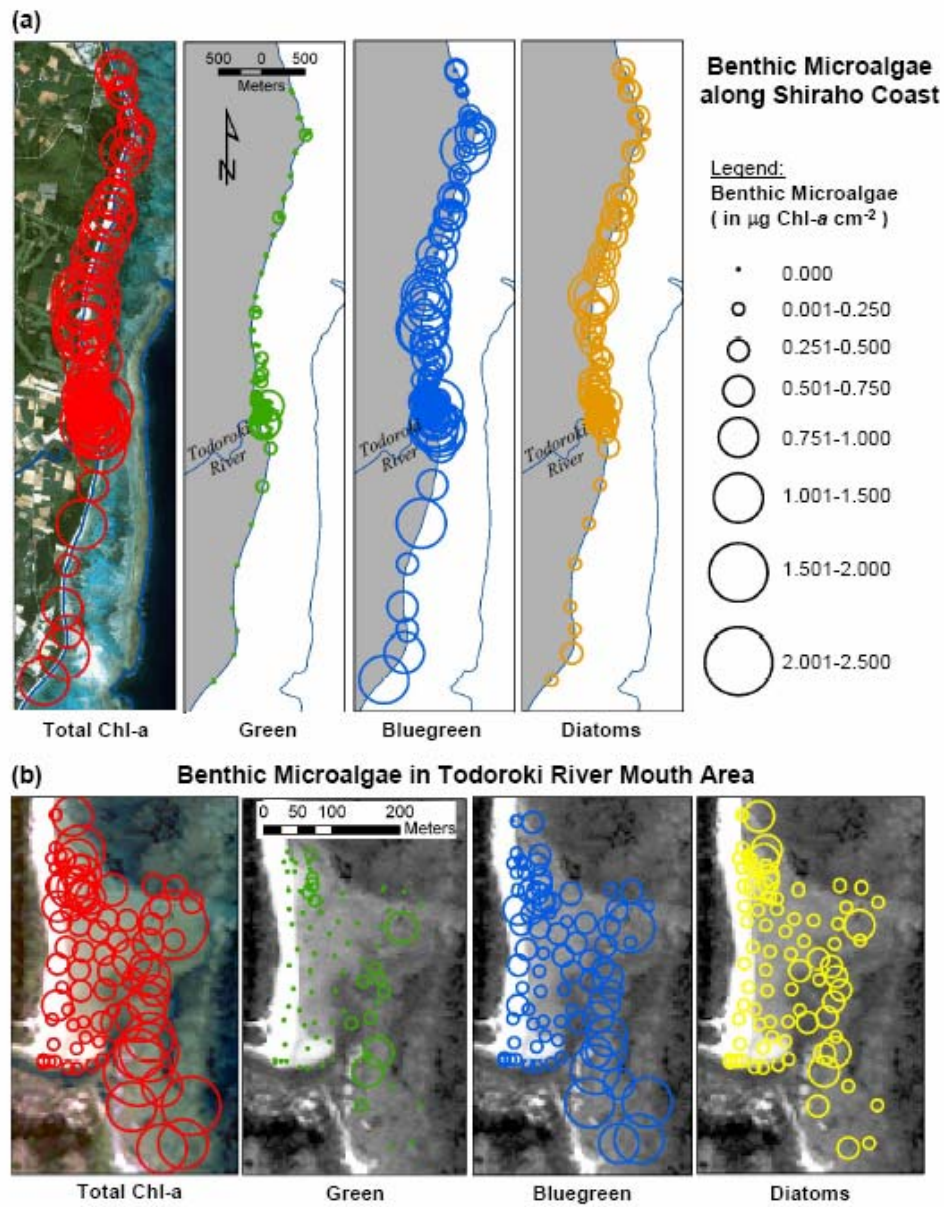 (a)
500 0 500
Meters
N
Todoroki
River
Todoroki
River
Todoroki
River
Total Chl-a
Green
Bluegreen
Diatoms
Benthic Microalgae
along Shiraho Coast
Legend:
Benthic Microalgae
( in µg Chl-a cm⁻² )
0.000
0.001-0.250
0.251-0.500
0.501-0.750
0.751-1.000
1.001-1.500
1.501-2.000
2.001-2.500
(b)
Benthic Microalgae in Todoroki River Mouth Area
0 50 100 200
Meters
Total Chl-a
Green
Bluegreen
Diatoms